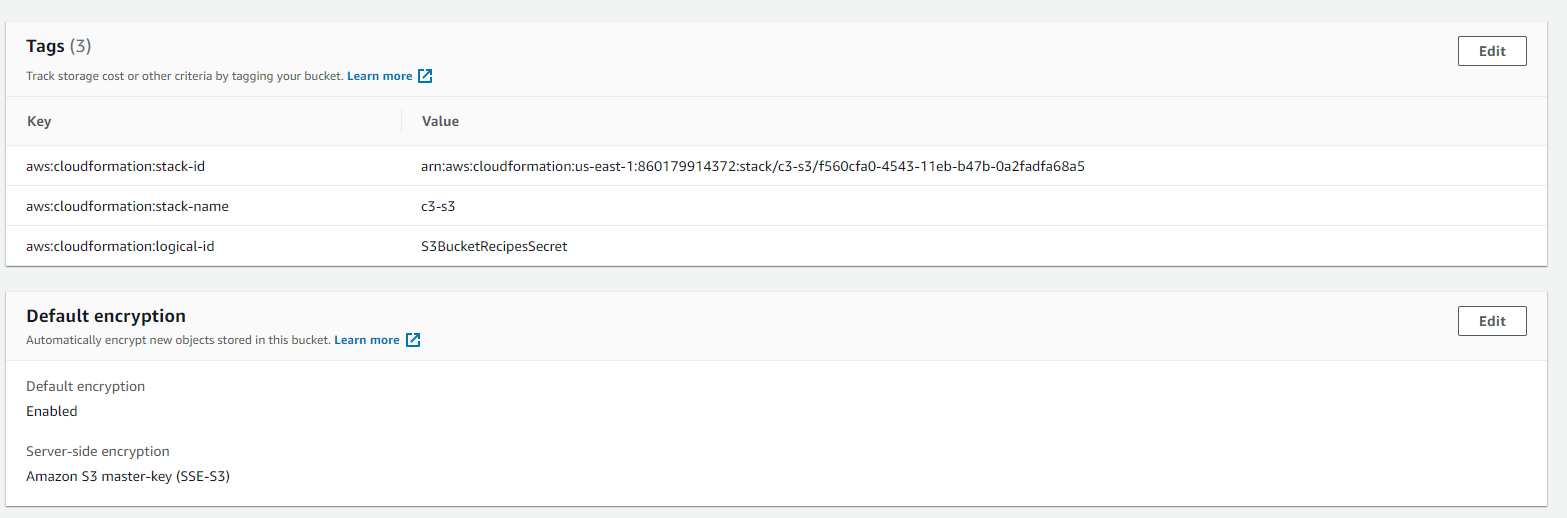 Tags (3)
Edit
Track storage cost or other criteria by tagging your bucket. Learn more
Key Value
aws:cloudformation:stack-id arn:aws:cloudformation:us-east-1:860179914372:stack/c3-s3/f560cfa0-4543-11eb-b47b-0a2fadfa68a5
aws:cloudformation:stack-name c3-s3
aws:cloudformation:logical-id S3BucketRecipesSecret
Default encryption
Edit
Automatically encrypt new objects stored in this bucket. Learn more
Default encryption
Enabled
Server-side encryption
Amazon S3 master-key (SSE-S3)